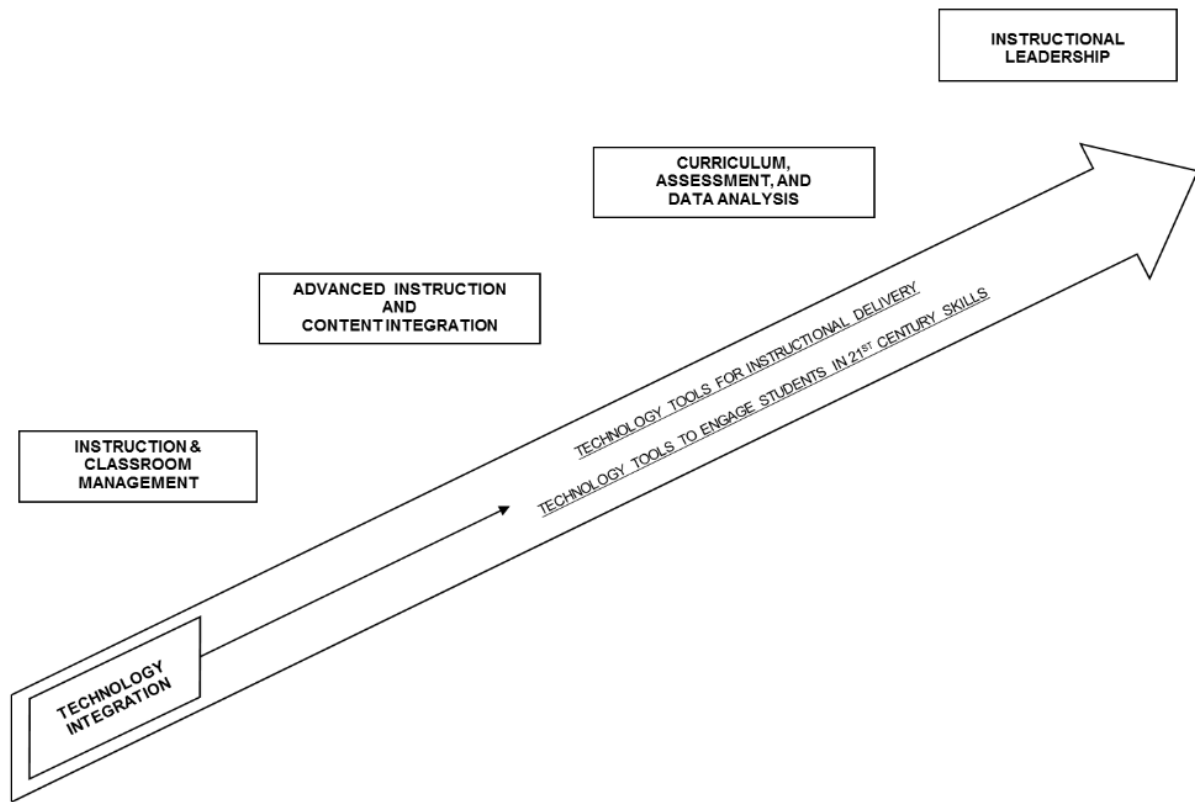 INSTRUCTIONAL
LEADERSHIP
CURRICULUM,
ASSESSMENT, AND
DATA ANALYSIS
ADVANCED INSTRUCTION
AND
CONTENT INTEGRATION
INSTRUCTION &
CLASSROOM
MANAGEMENT
TECHNOLOGY TOOLS FOR INSTRUCTIONAL DELIVERY
TECHNOLOGY TOOLS TO ENGAGE STUDENTS IN 21ST CENTURY SKILLS
TECHNOLOGY
INTEGRATION